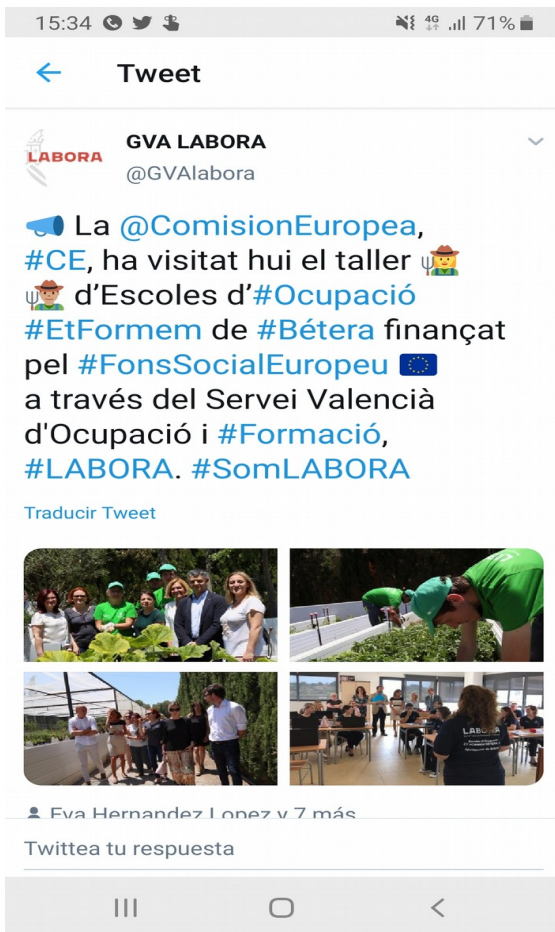 15:34
4G
71%
Tweet
LABORA
GVA LABORA
@GVAlabora
La @ComisionEuropea,
#CE, ha visitat hui el taller
d’Escoles d’#Ocupació
#EtFormem de #Bétera finançat
pel #FonsSocialEuropeu
a través del Servei Valencià
d'Ocupació i #Formació,
#LABORA. #SomLABORA
Traducir Tweet
LABORA
Eva Hernandez Lopez y 7 más
Twittea tu respuesta